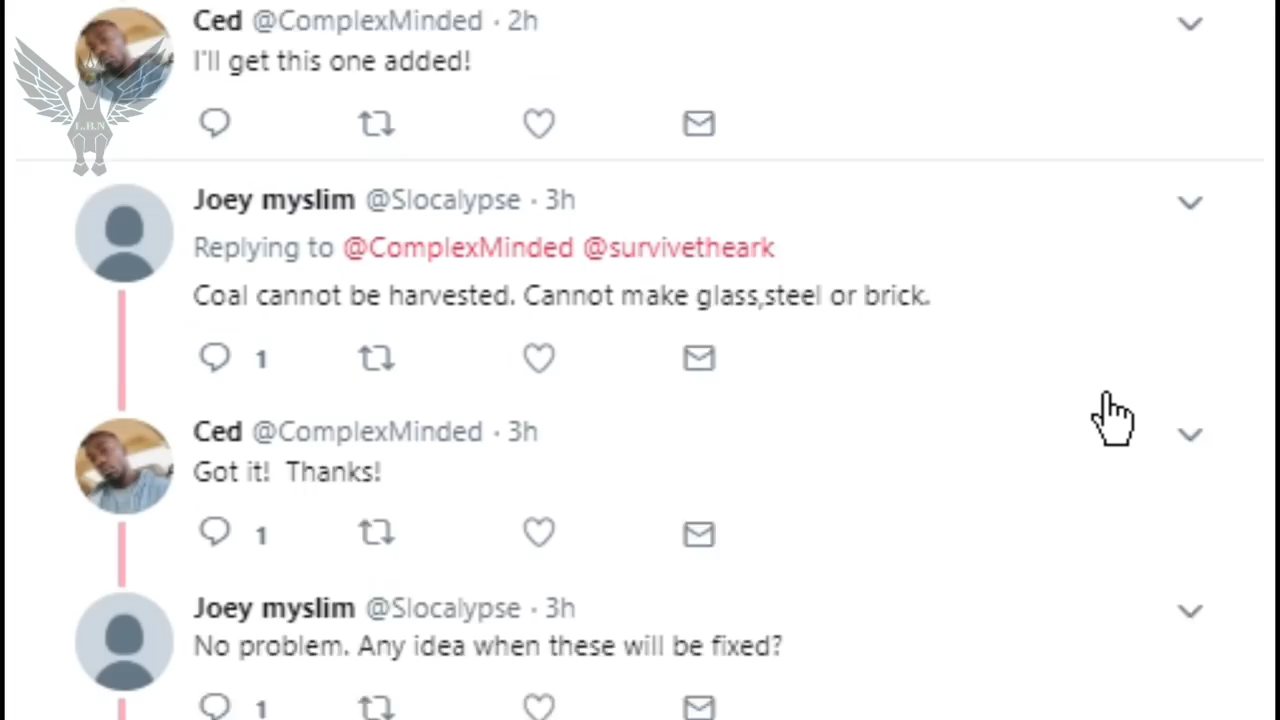 Ced @ComplexMinded · 2h
I'll get this one added!
L.B.N
Joey myslim @Slocalypse · 3h
Replying to @ComplexMinded @survivetheark
Coal cannot be harvested. Cannot make glass,steel or brick.
1
Ced @ComplexMinded · 3h
Got it!  Thanks!
1
Joey myslim @Slocalypse · 3h
No problem. Any idea when these will be fixed?
1